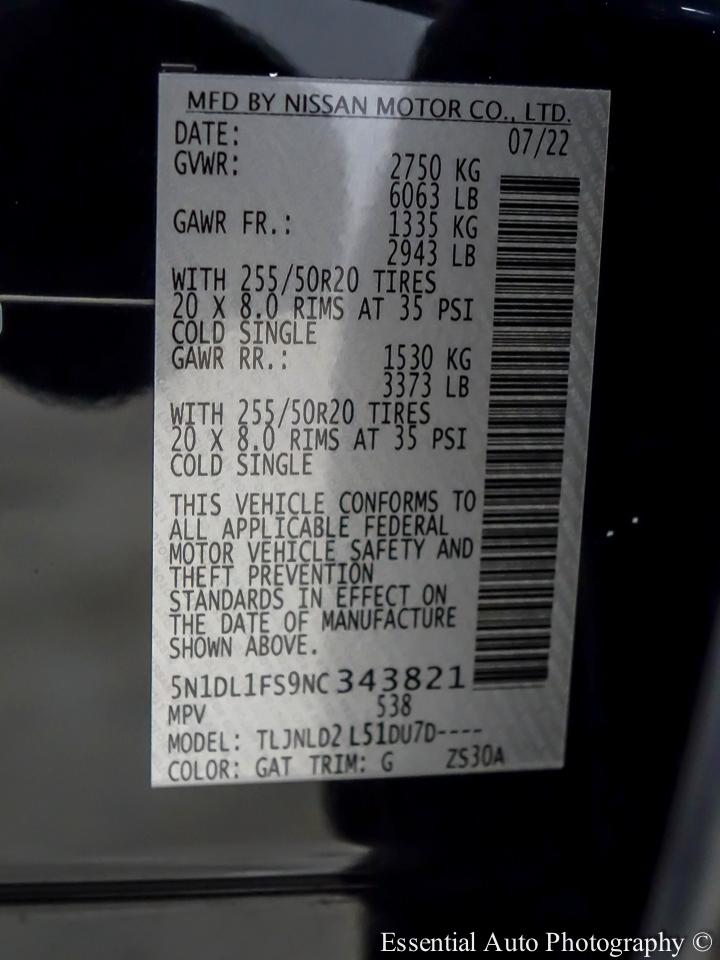 MFD BY NISSAN MOTOR CO., LTD.
DATE: 07/22
GVWR: 2750 KG
6063 LB
GAWR FR.: 1335 KG
2943 LB
WITH 255/50R20 TIRES
20 X 8.0 RIMS AT 35 PSI
COLD SINGLE
GAWR RR.: 1530 KG
3373 LB
WITH 255/50R20 TIRES
20 X 8.0 RIMS AT 35 PSI
COLD SINGLE
THIS VEHICLE CONFORMS TO
ALL APPLICABLE FEDERAL
MOTOR VEHICLE SAFETY AND
THEFT PREVENTION
STANDARDS IN EFFECT ON
THE DATE OF MANUFACTURE
SHOWN ABOVE.
5N1DL1FS9NC343821
MPV 538
MODEL: TLJNLD2 L51DU7D----
COLOR: GAT TRIM: G ZS30A
Essential Auto Photography ©